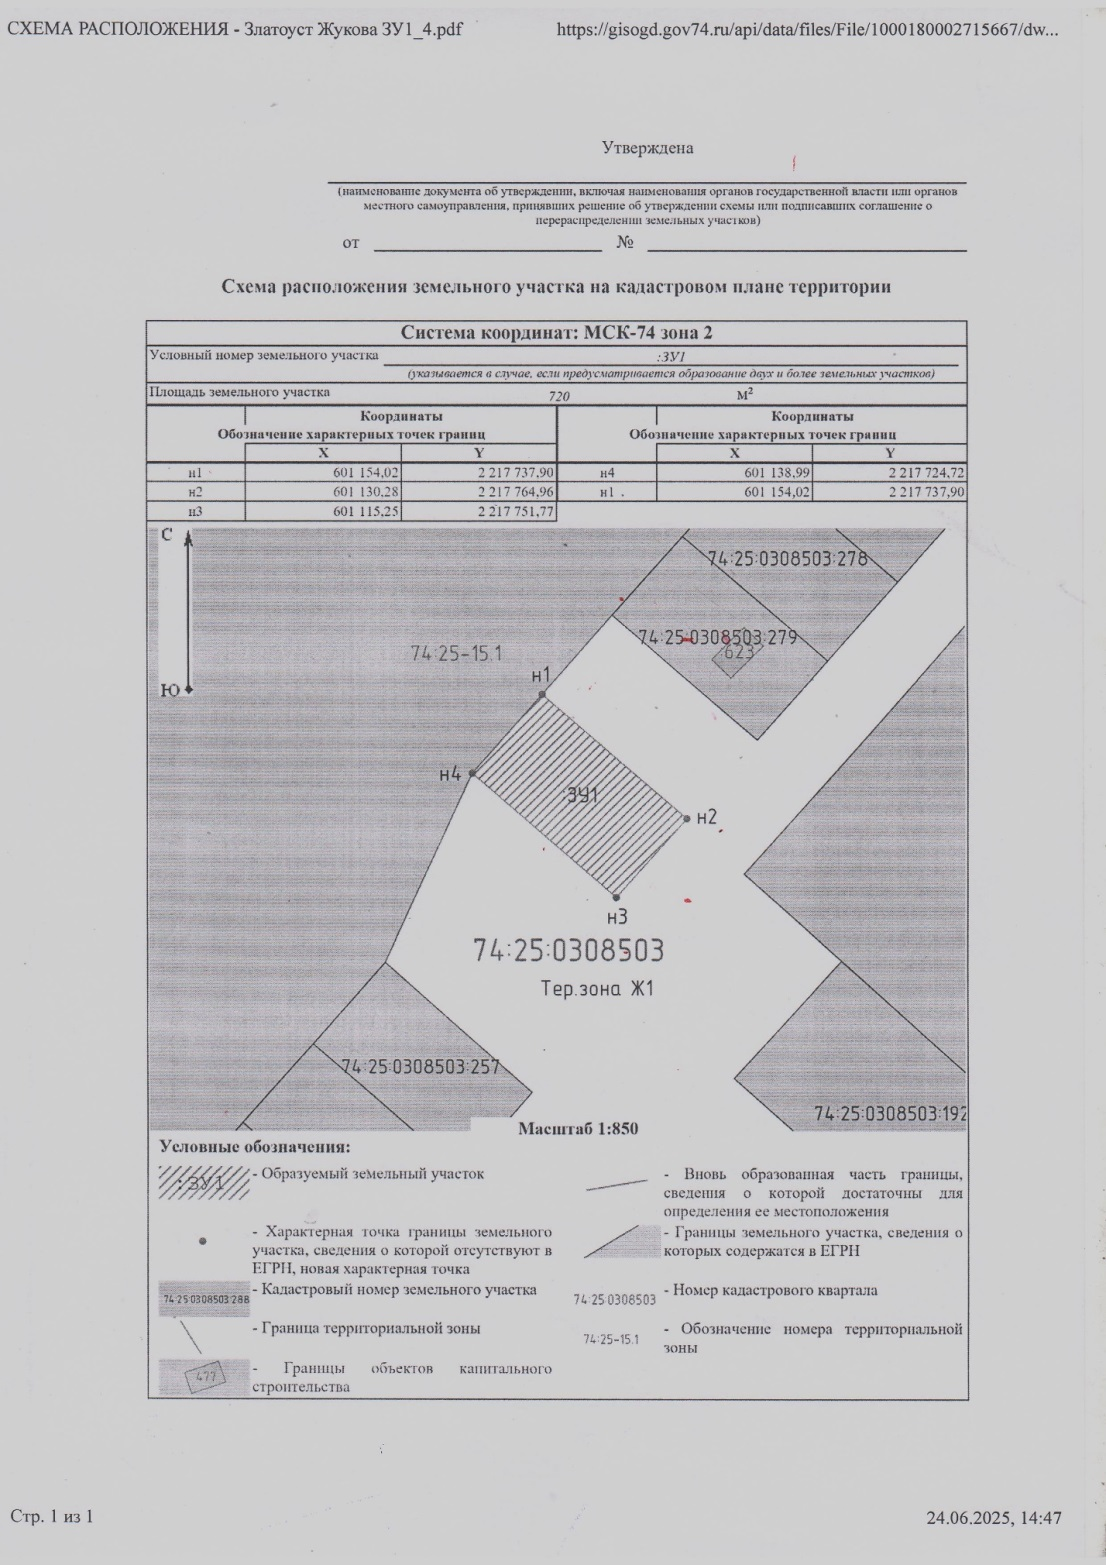 СХЕМА РАСПОЛОЖЕНИЯ - Златоуст Жукова ЗУ1_4.pdf
https://gisogd.gov74.ru/api/data/files/File/1000180002715667/dw...
Утверждена
(наименование документа об утверждении, включая наименования органов государственной власти или органов
местного самоуправления, принявших решение об утверждении схемы или подписавших соглашение о
перераспределении земельных участков)
от № 
Схема расположения земельного участка на кадастровом плане территории
Система координат: МСК-74 зона 2
Условный номер земельного участка :ЗУ1
(указывается в случае, если предусматривается образование двух и более земельных участков)
Площадь земельного участка 720 м²
Координаты Координаты
Обозначение характерных точек границ Обозначение характерных точек границ
X Y X Y
н1 601 154,02 2 217 737,90 н4 601 138,99 2 217 724,72
н2 601 130,28 2 217 764,96 н1 601 154,02 2 217 737,90
н3 601 115,25 2 217 751,77
С
74:25:0308503:278
74:25:0308503:279
:623
74:25-15.1
н1
Ю
н4
:ЗУ1
н2
н3
74:25:0308503
Тер.зона Ж1
74:25:0308503:257
74:25:0308503:192
Масштаб 1:850
Условные обозначения:
:ЗУ1 - Образуемый земельный участок
- Вновь образованная часть границы,
сведения о которой достаточны для
определения ее местоположения
- Характерная точка границы земельного
участка, сведения о которой отсутствуют в
ЕГРН, новая характерная точка
- Границы земельного участка, сведения о
которых содержатся в ЕГРН
74:25:0308503:288 - Кадастровый номер земельного участка
74:25:0308503 - Номер кадастрового квартала
- Граница территориальной зоны
74:25-15.1 - Обозначение номера территориальной
зоны
477 - Границы объектов капитального
строительства
Стр. 1 из 1
24.06.2025, 14:47